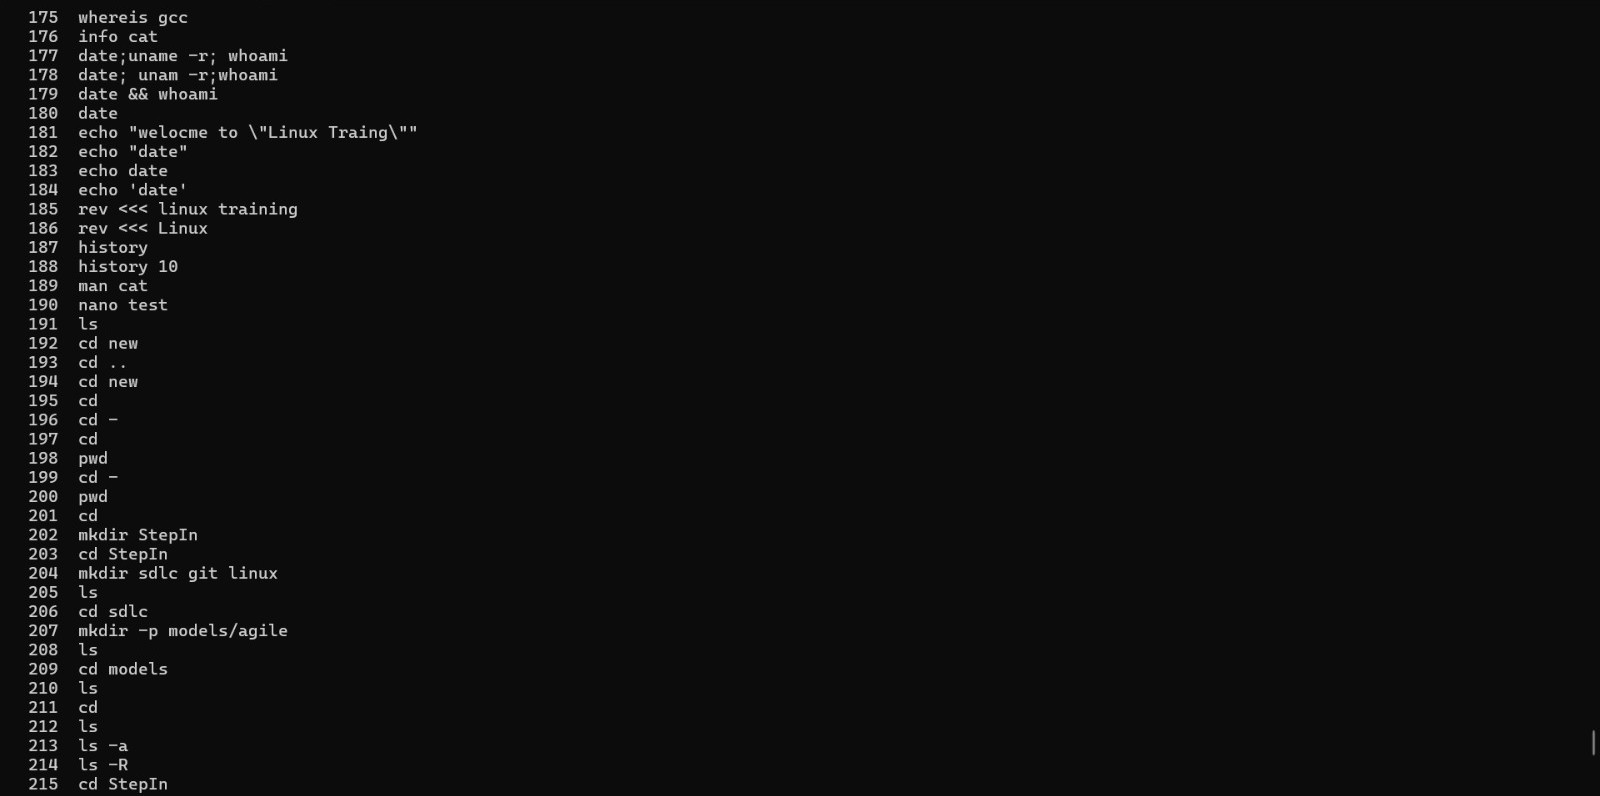 175  whereis gcc
176  info cat
177  date;uname -r; whoami
178  date; unam -r;whoami
179  date && whoami
180  date
181  echo "welocme to \"Linux Traing\""
182  echo "date"
183  echo date
184  echo 'date'
185  rev <<< linux training
186  rev <<< Linux
187  history
188  history 10
189  man cat
190  nano test
191  ls
192  cd new
193  cd ..
194  cd new
195  cd
196  cd -
197  cd
198  pwd
199  cd -
200  pwd
201  cd
202  mkdir StepIn
203  cd StepIn
204  mkdir sdlc git linux
205  ls
206  cd sdlc
207  mkdir -p models/agile
208  ls
209  cd models
210  ls
211  cd
212  ls
213  ls -a
214  ls -R
215  cd StepIn